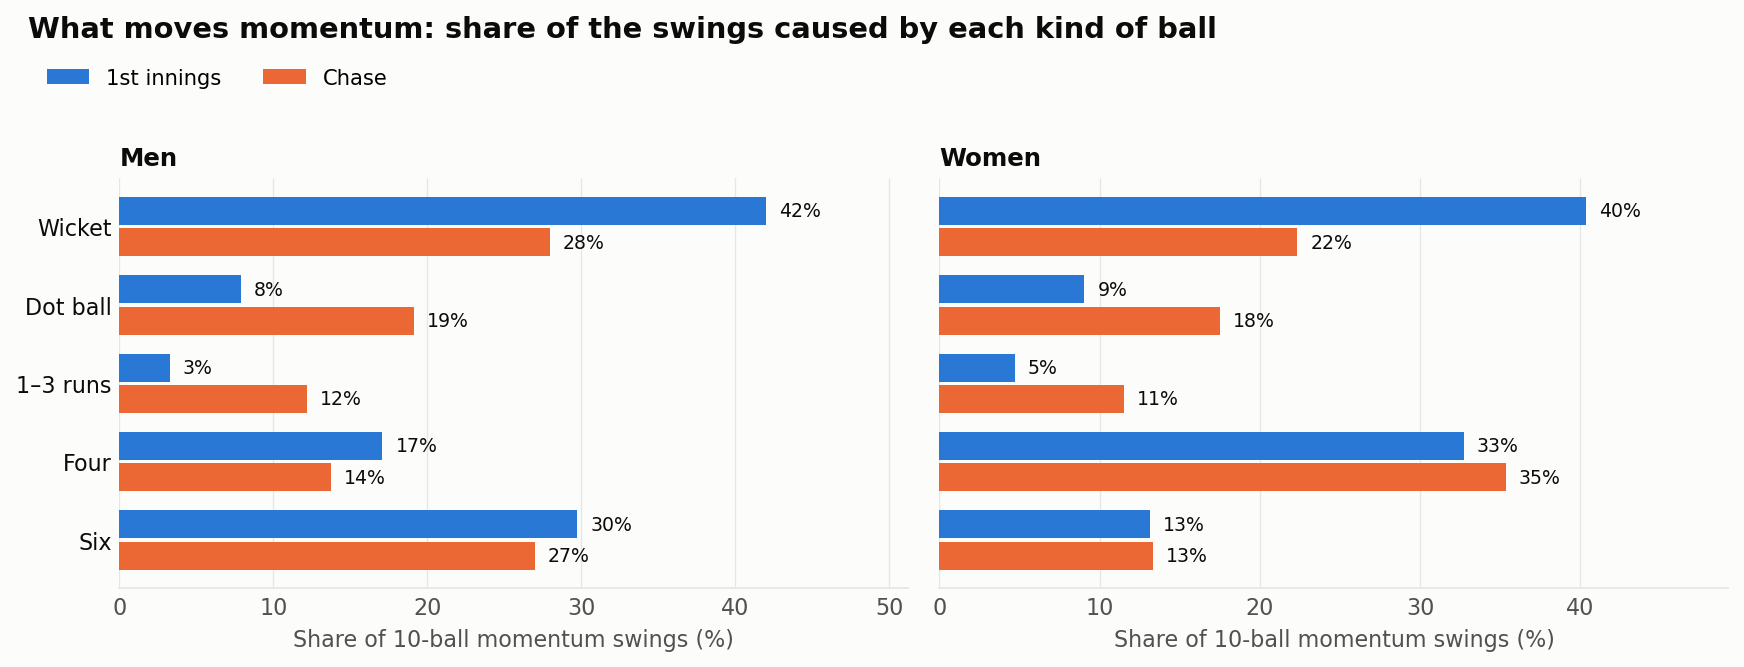 What moves momentum: share of the swings caused by each kind of ball
1st innings Chase
Men
Wicket 42%
28%
Dot ball 8%
19%
1–3 runs 3%
12%
Four 17%
14%
Six 30%
27%
0 10 20 30 40 50
Share of 10-ball momentum swings (%)
Women
40%
22%
9%
18%
5%
11%
33%
35%
13%
13%
0 10 20 30 40
Share of 10-ball momentum swings (%)